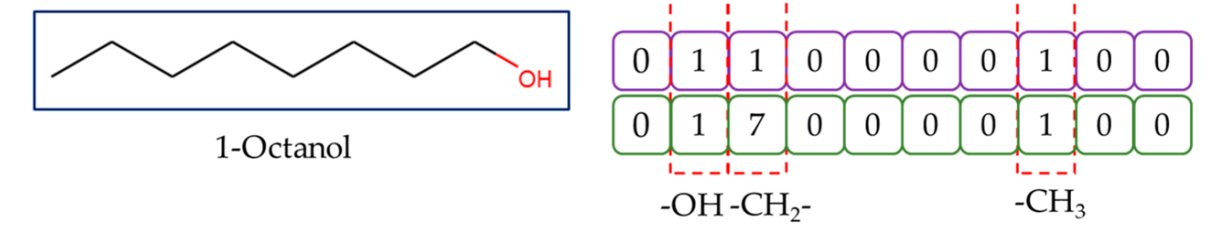 OH
1-Octanol
0 1 1 0 0 0 0 1 0 0
0 1 7 0 0 0 0 1 0 0
-OH -CH₂- -CH₃